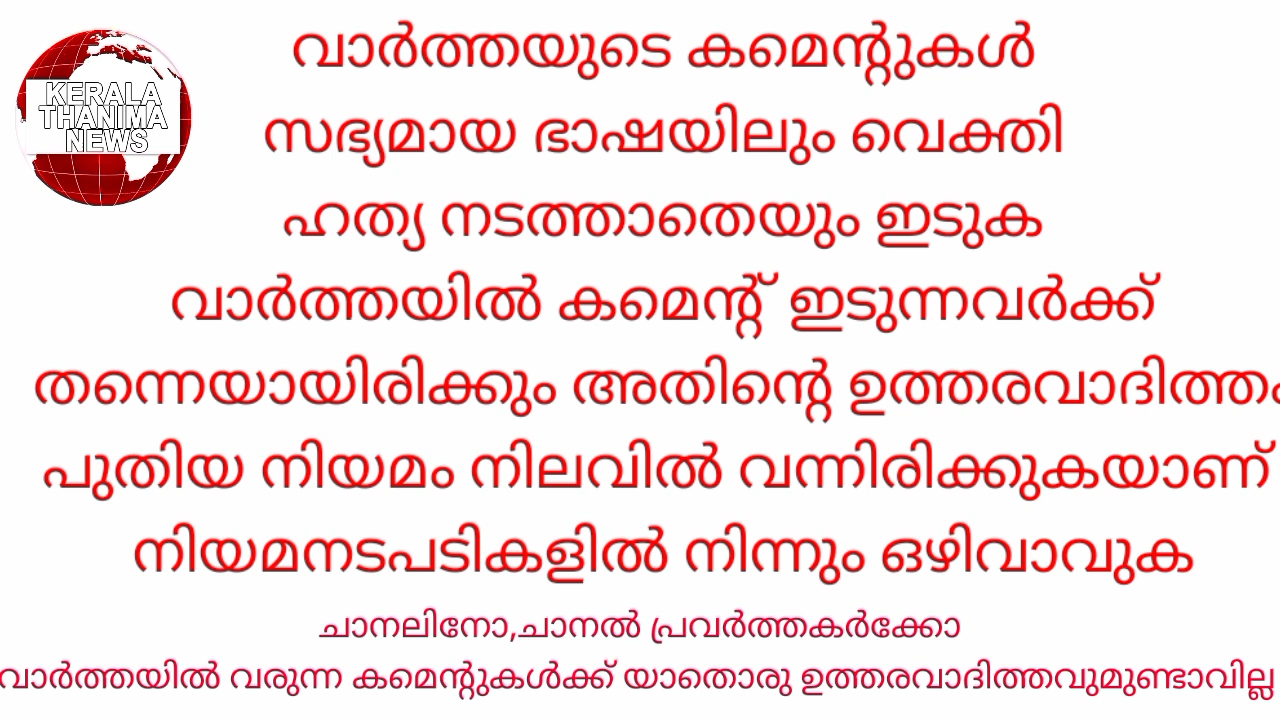 KERALA
THANIMA
NEWS
വാർത്തയുടെ കമെന്റുകൾ
സഭ്യമായ ഭാഷയിലും വെക്തി
ഹത്യ നടത്താതെയും ഇടുക
വാർത്തയിൽ കമെന്റ് ഇടുന്നവർക്ക്
തന്നെയായിരിക്കും അതിന്റെ ഉത്തരവാദിത്തം
പുതിയ നിയമം നിലവിൽ വന്നിരിക്കുകയാണ്
നിയമനടപടികളിൽ നിന്നും ഒഴിവാവുക
ചാനലിനോ,ചാനൽ പ്രവർത്തകർക്കോ
വാർത്തയിൽ വരുന്ന കമെന്റുകൾക്ക് യാതൊരു ഉത്തരവാദിത്തവുമുണ്ടാവില്ല